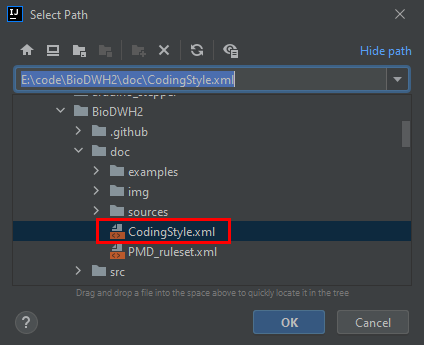 IJ
Select Path
Hide path
E:\code\BioDWH2\doc\CodingStyle.xml
BioDWH2
.github
doc
examples
img
sources
CodingStyle.xml
PMD_ruleset.xml
src
Drag and drop a file into the space above to quickly locate it in the tree
?
OK
Cancel